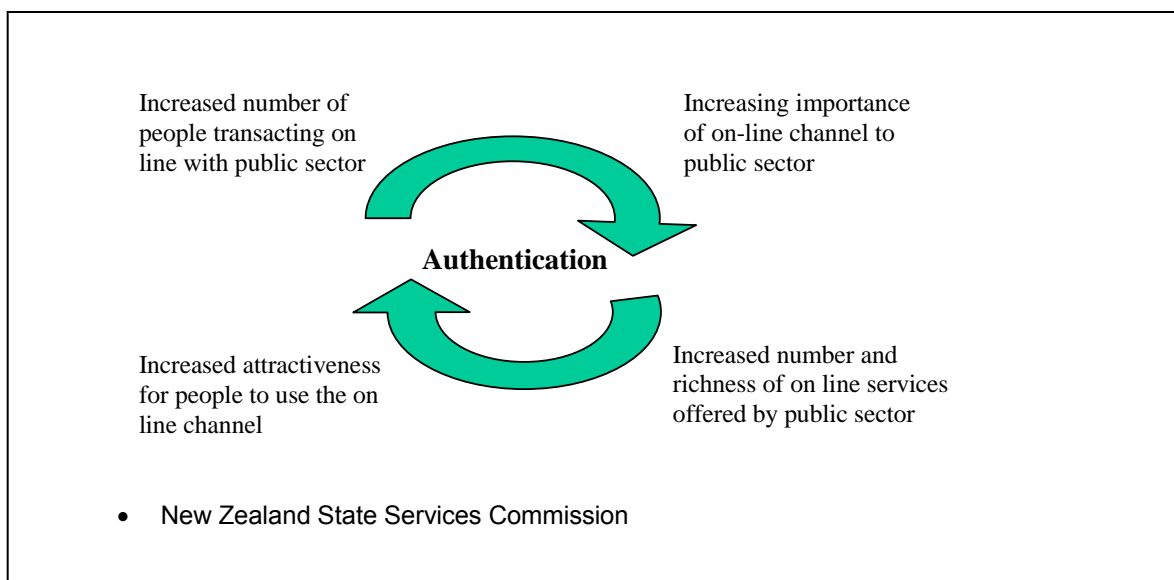 Increased number of
people transacting on
line with public sector
Increasing importance
of on-line channel to
public sector
Authentication
Increased attractiveness
for people to use the on
line channel
Increased number and
richness of on line services
offered by public sector
• New Zealand State Services Commission